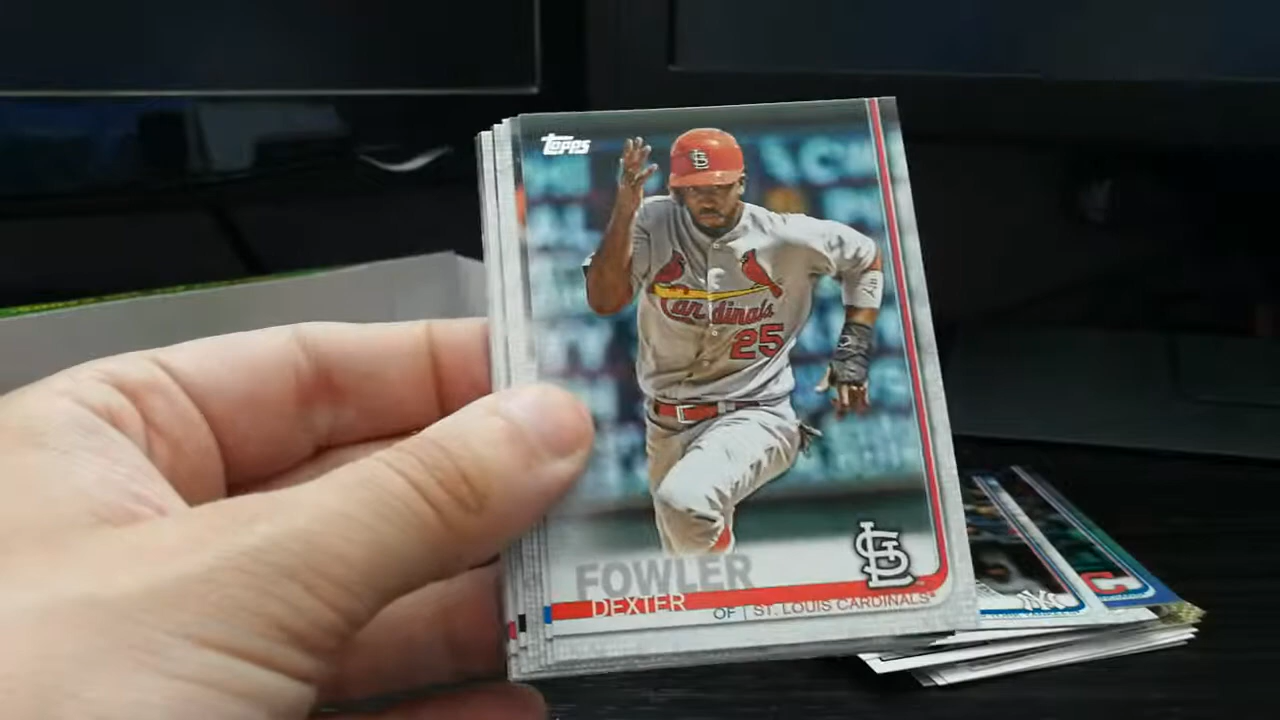 Topps
Cardinals
25
FOWLER
DEXTER
OF | ST. LOUIS CARDINALS